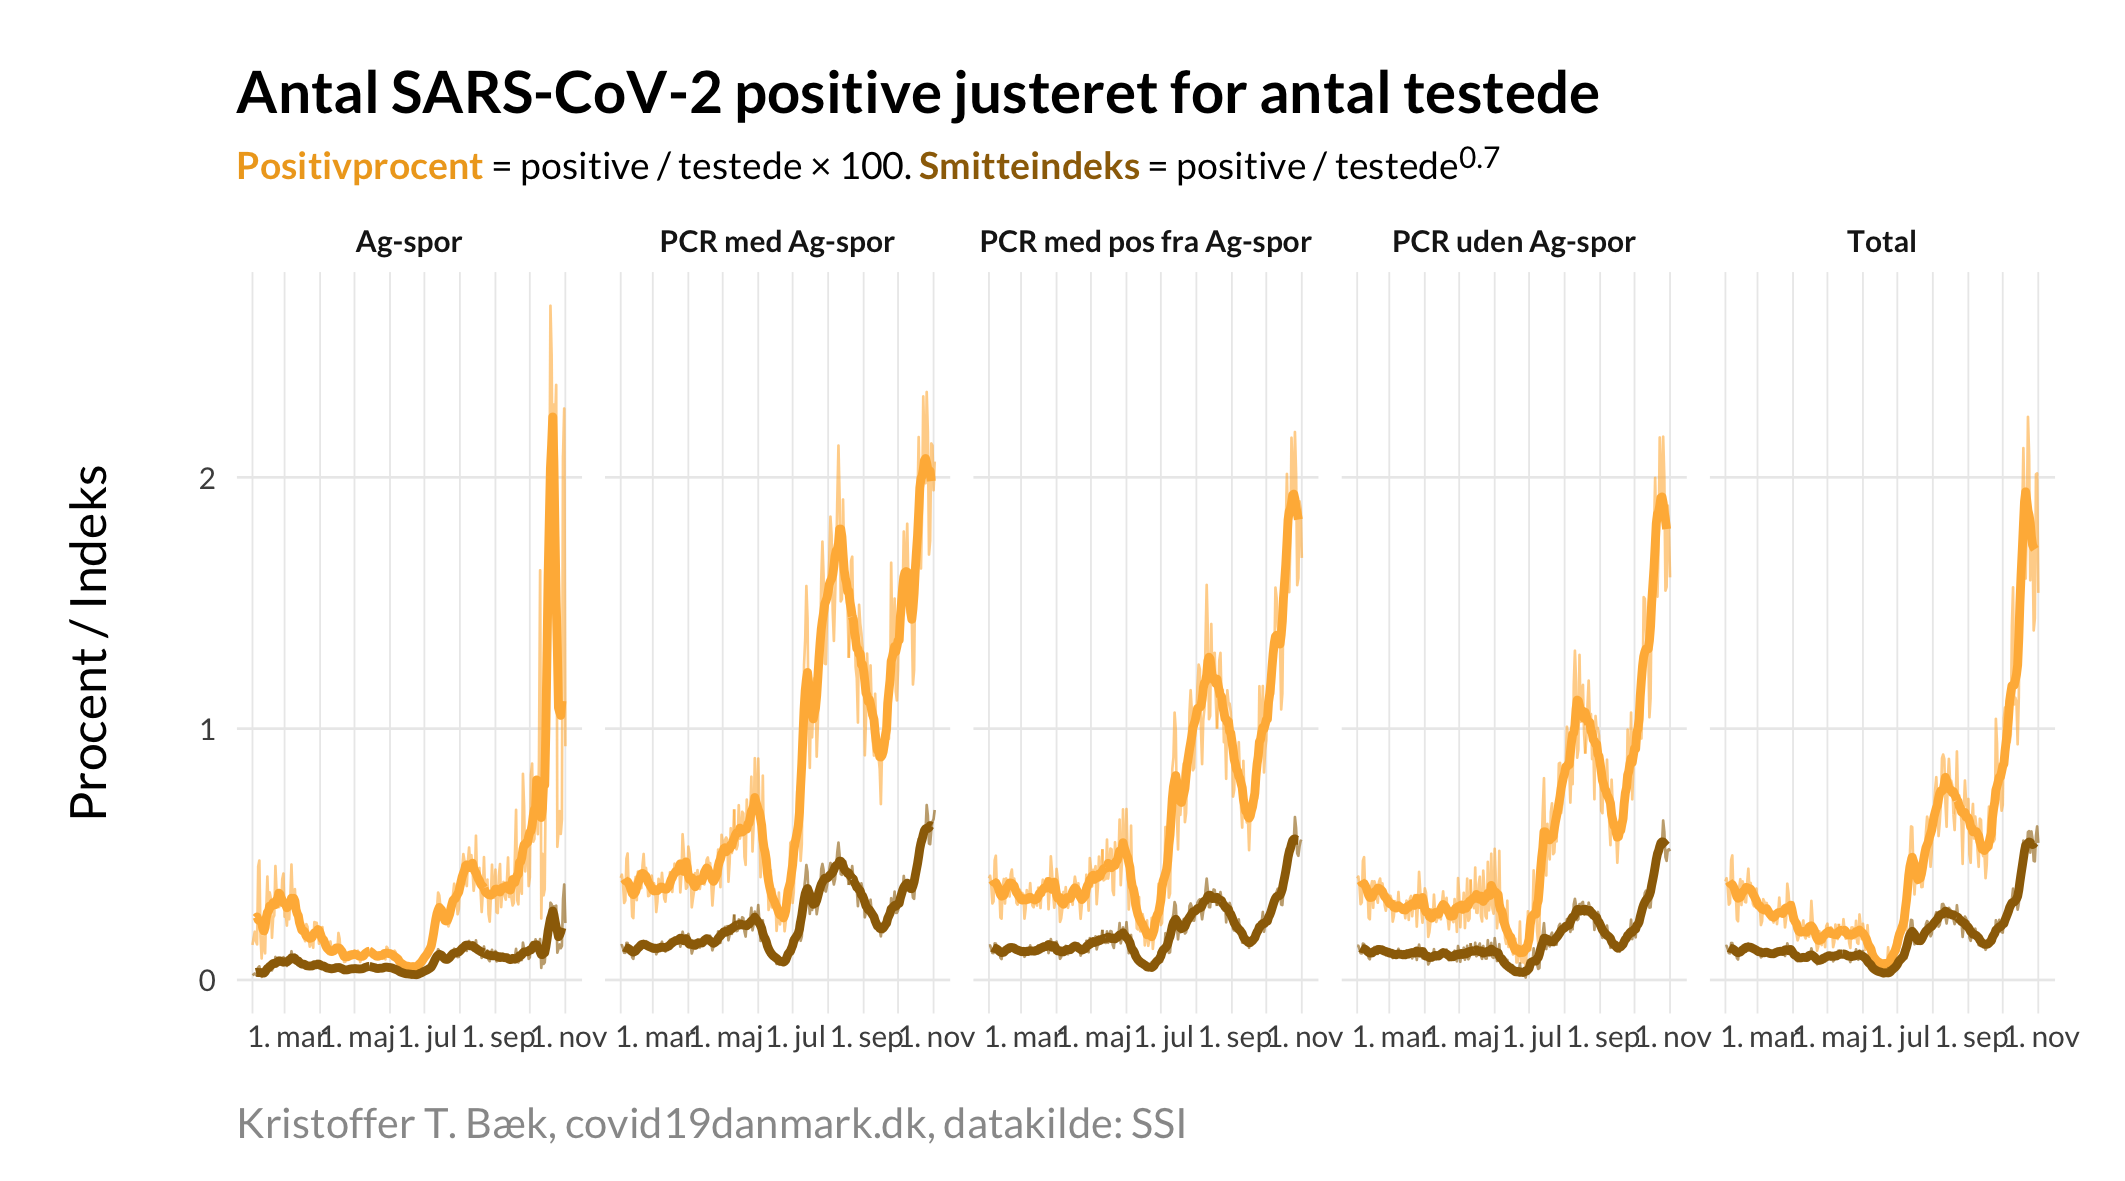 Antal SARS-CoV-2 positive justeret for antal testede
Positivprocent = positive / testede × 100. Smitteindeks = positive / testede^0.7
Ag-spor PCR med Ag-spor PCR med pos fra Ag-spor PCR uden Ag-spor Total
Procent / Indeks
2
1
0
1. mar 1. maj 1. jul 1. sep 1. nov 1. mar 1. maj 1. jul 1. sep 1. nov 1. mar 1. maj 1. jul 1. sep 1. nov 1. mar 1. maj 1. jul 1. sep 1. nov 1. mar 1. maj 1. jul 1. sep 1. nov
Kristoffer T. Bæk, covid19danmark.dk, datakilde: SSI